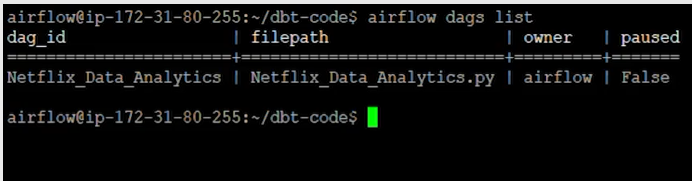 airflow@ip-172-31-80-255:~/dbt-code$ airflow dags list
dag_id                 | filepath                  | owner   | paused
=======================+===========================+=========+=======
Netflix_Data_Analytics | Netflix_Data_Analytics.py | airflow | False
airflow@ip-172-31-80-255:~/dbt-code$